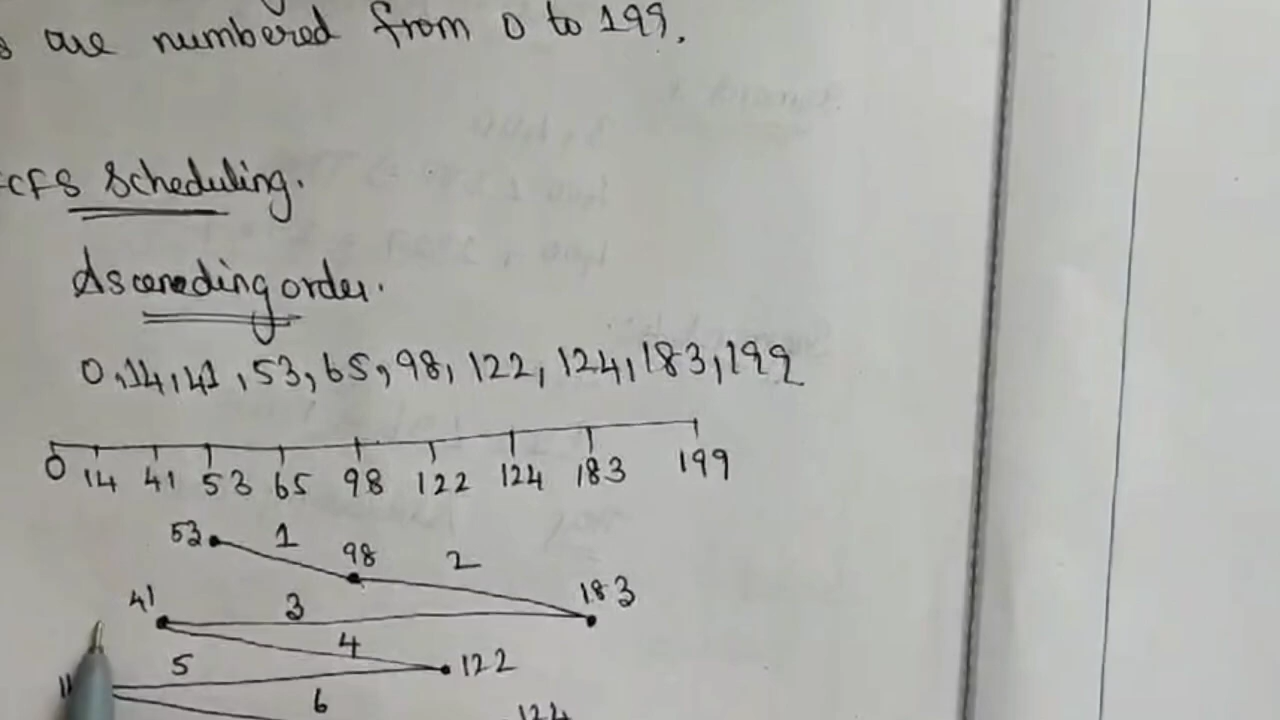 are numbered from 0 to 199.
FCFS Scheduling.
Ascending order.
0,14,41,53,65,98,122,124,183,199
0 14 41 53 65 98 122 124 183 199
53 1 98 2 183
41 3
4
5 122
6 124